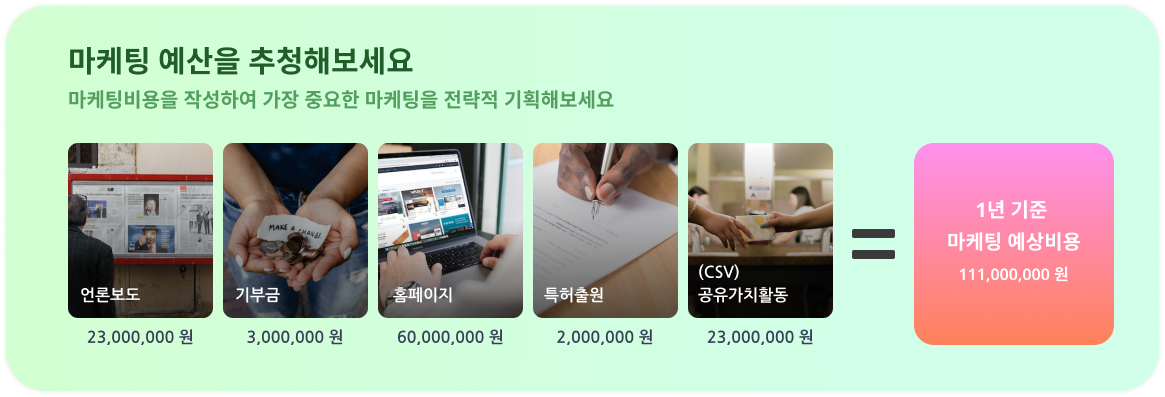 마케팅 예산을 추청해보세요
마케팅비용을 작성하여 가장 중요한 마케팅을 전략적 기획해보세요
MAKE A CHANGE
언론보도
기부금
홈페이지
특허출원
(CSV)
공유가치활동
23,000,000 원
3,000,000 원
60,000,000 원
2,000,000 원
23,000,000 원
1년 기준
마케팅 예상비용
111,000,000 원